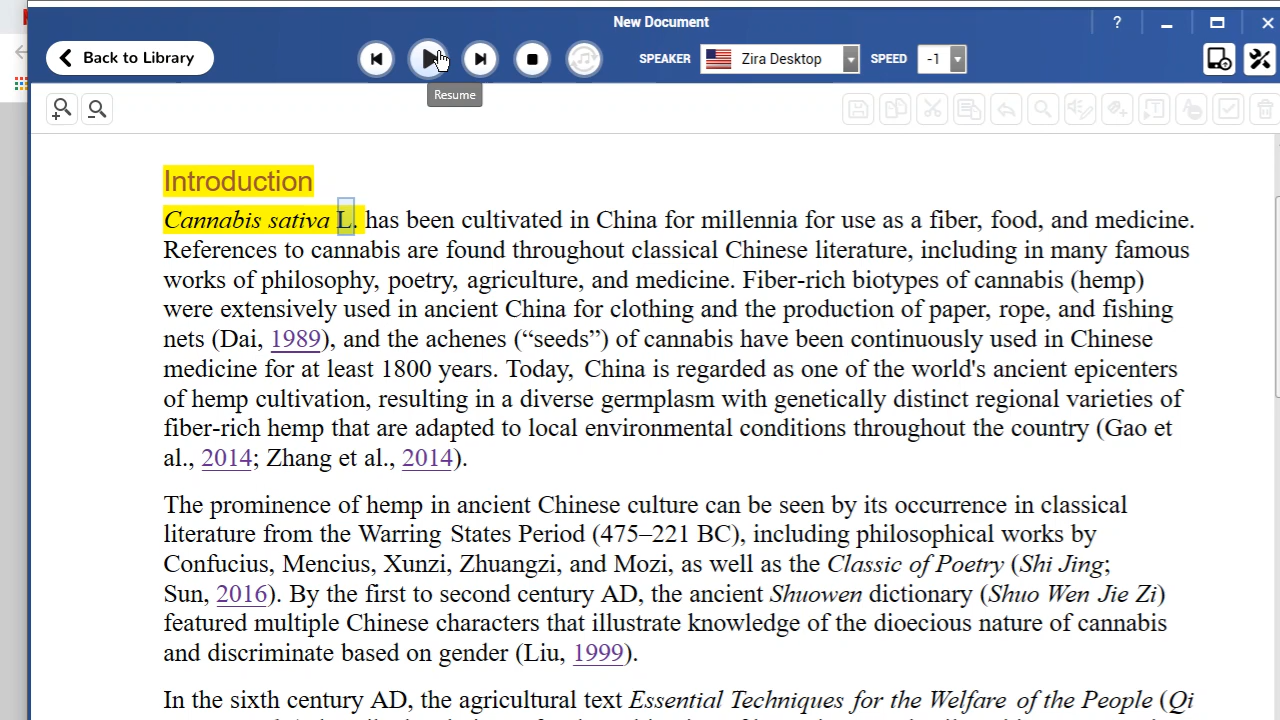 New Document
?
Back to Library
SPEAKER Zira Desktop SPEED -1
Resume
Introduction
Cannabis sativa L. has been cultivated in China for millennia for use as a fiber, food, and medicine.
References to cannabis are found throughout classical Chinese literature, including in many famous
works of philosophy, poetry, agriculture, and medicine. Fiber-rich biotypes of cannabis (hemp)
were extensively used in ancient China for clothing and the production of paper, rope, and fishing
nets (Dai, 1989), and the achenes (“seeds”) of cannabis have been continuously used in Chinese
medicine for at least 1800 years. Today, China is regarded as one of the world's ancient epicenters
of hemp cultivation, resulting in a diverse germplasm with genetically distinct regional varieties of
fiber-rich hemp that are adapted to local environmental conditions throughout the country (Gao et
al., 2014; Zhang et al., 2014).
The prominence of hemp in ancient Chinese culture can be seen by its occurrence in classical
literature from the Warring States Period (475–221 BC), including philosophical works by
Confucius, Mencius, Xunzi, Zhuangzi, and Mozi, as well as the Classic of Poetry (Shi Jing;
Sun, 2016). By the first to second century AD, the ancient Shuowen dictionary (Shuo Wen Jie Zi)
featured multiple Chinese characters that illustrate knowledge of the dioecious nature of cannabis
and discriminate based on gender (Liu, 1999).
In the sixth century AD, the agricultural text Essential Techniques for the Welfare of the People (Qi